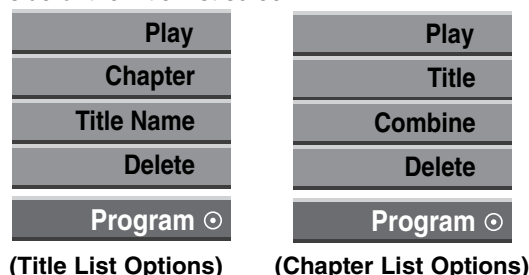 Play
Chapter
Title Name
Delete
Program ⊙
(Title List Options)
Play
Title
Combine
Delete
Program ⊙
(Chapter List Options)